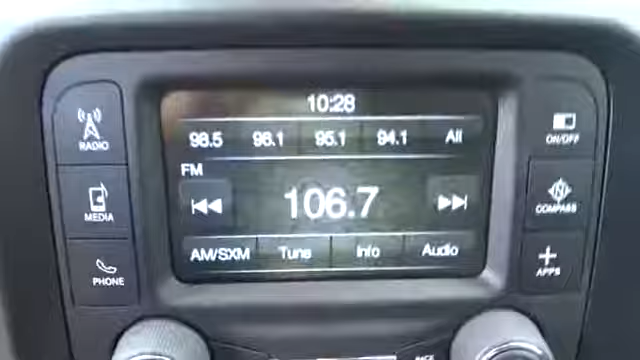 10:28
98.5 96.1 95.1 94.1 All
FM
106.7
AM/SXM Tune Info Audio
RADIO
MEDIA
PHONE
ON/OFF
COMPASS
APPS